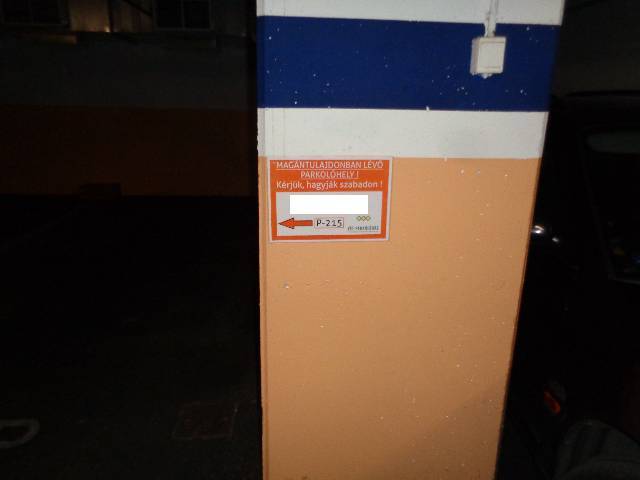 MAGÁNTULAJDONBAN LÉVŐ
PARKOLÓHELY !
Kérjük, hagyják szabadon !
P-215